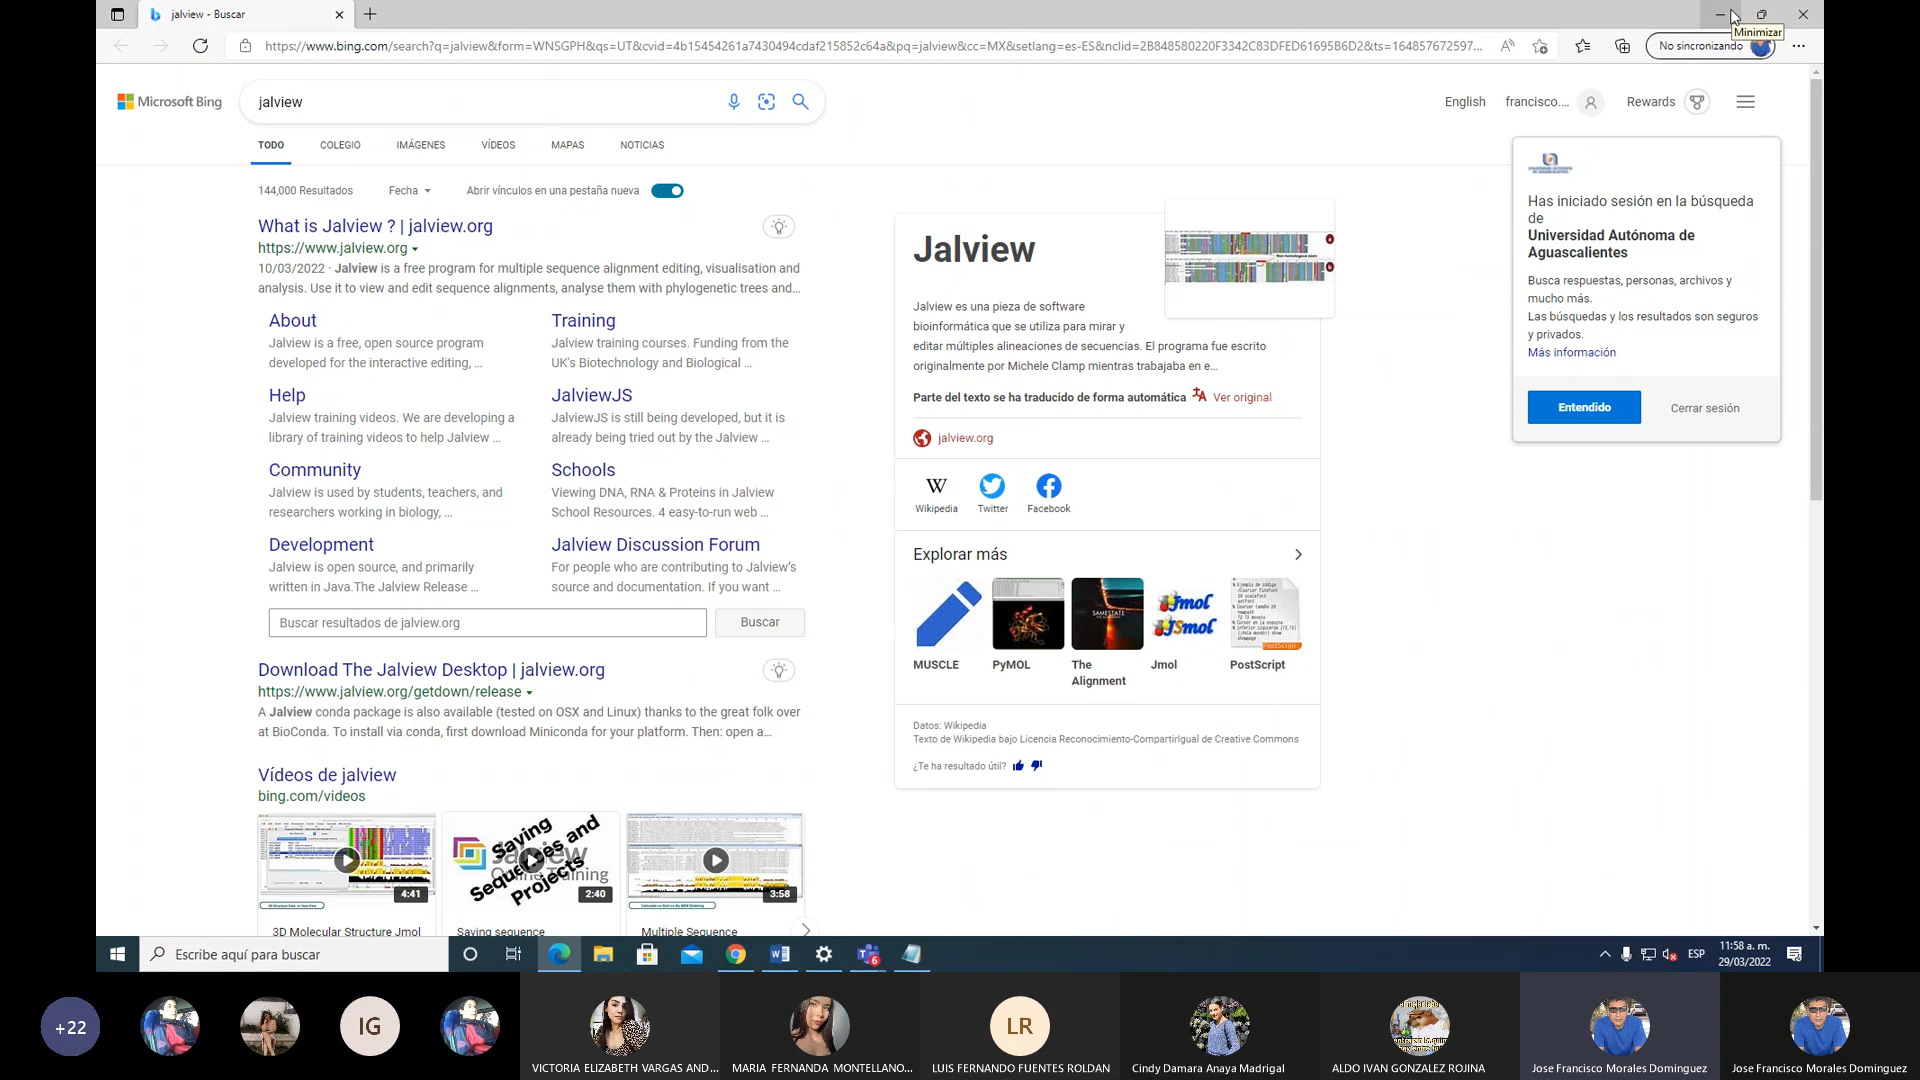 jalview - Buscar
https://www.bing.com/search?q=jalview&form=WNSGPH&qs=UT&cvid=4b15454261a7430494cdaf215852c64a&pq=jalview&cc=MX&setlang=es-ES&nclid=2B848580220F3342C83DFED61695B6D2&ts=164857672597...
No sincronizando
Minimizar
Microsoft Bing
jalview
English
francisco....
Rewards
TODO
COLEGIO
IMÁGENES
VÍDEOS
MAPAS
NOTICIAS
144,000 Resultados
Fecha
Abrir vínculos en una pestaña nueva
What is Jalview ? | jalview.org
https://www.jalview.org
10/03/2022 · Jalview is a free program for multiple sequence alignment editing, visualisation and
analysis. Use it to view and edit sequence alignments, analyse them with phylogenetic trees and...
About
Jalview is a free, open source program
developed for the interactive editing, ...
Training
Jalview training courses. Funding from the
UK's Biotechnology and Biological ...
Help
Jalview training videos. We are developing a
library of training videos to help Jalview ...
JalviewJS
JalviewJS is still being developed, but it is
already being tried out by the Jalview ...
Community
Jalview is used by students, teachers, and
researchers working in biology, ...
Schools
Viewing DNA, RNA & Proteins in Jalview
School Resources. 4 easy-to-run web ...
Development
Jalview is open source, and primarily
written in Java.The Jalview Release ...
Jalview Discussion Forum
For people who are contributing to Jalview's
source and documentation. If you want ...
Buscar resultados de jalview.org
Buscar
Download The Jalview Desktop | jalview.org
https://www.jalview.org/getdown/release
A Jalview conda package is also available (tested on OSX and Linux) thanks to the great folk over
at BioConda. To install via conda, first download Miniconda for your platform. Then: open a...
Vídeos de jalview
bing.com/videos
4:41
Saving
Sequences and
Projects
2:40
3:58
3D Molecular Structure Jmol
Saving sequence
Multiple Sequence
Jalview
Jalview es una pieza de software
bioinformática que se utiliza para mirar y
editar múltiples alineaciones de secuencias. El programa fue escrito
originalmente por Michele Clamp mientras trabajaba en e...
Parte del texto se ha traducido de forma automática
Ver original
jalview.org
Wikipedia
Twitter
Facebook
Explorar más
SAMESTATE
Jmol
JSmol
MUSCLE
PyMOL
The
Alignment
Jmol
PostScript
Datos: Wikipedia
Texto de Wikipedia bajo Licencia Reconocimiento-CompartirIgual de Creative Commons
¿Te ha resultado útil?
Has iniciado sesión en la búsqueda
de
Universidad Autónoma de
Aguascalientes
Busca respuestas, personas, archivos y
mucho más.
Las búsquedas y los resultados son seguros
y privados.
Más información
Entendido
Cerrar sesión
Escribe aquí para buscar
6
ESP
11:58 a. m.
29/03/2022
+22
IG
LR
VICTORIA ELIZABETH VARGAS AND...
MARIA FERNANDA MONTELLANO...
LUIS FERNANDO FUENTES ROLDAN
Cindy Damara Anaya Madrigal
ALDO IVAN GONZALEZ ROJINA
Jose Francisco Morales Dominguez
Jose Francisco Morales Dominguez